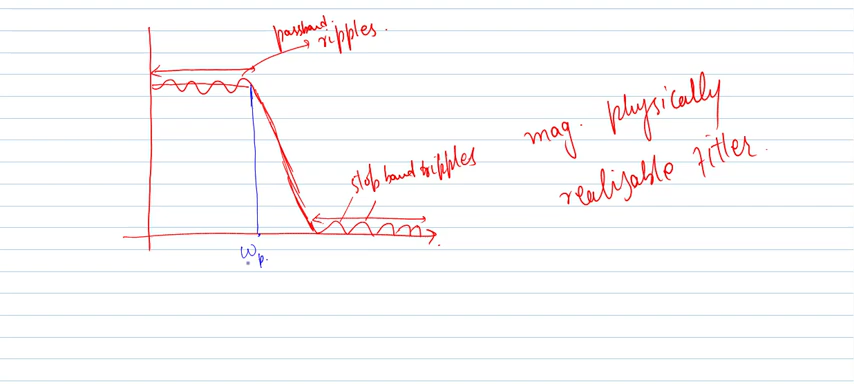 passband
ripples.
stop band ripples
ωp.
mag. physically
realizable filter.